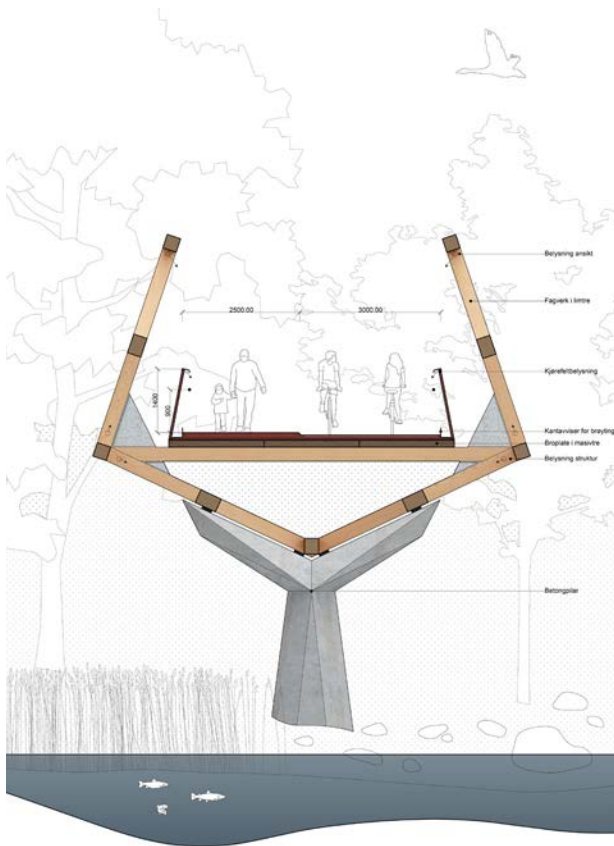 Belysning ansikt
Fagverk i limtre
2500.00
3000.00
Kjørefeltbelysning
1400
900
Kantavviser for brøyting
Broplate i massivtre
Belysning struktur
Betongpilar